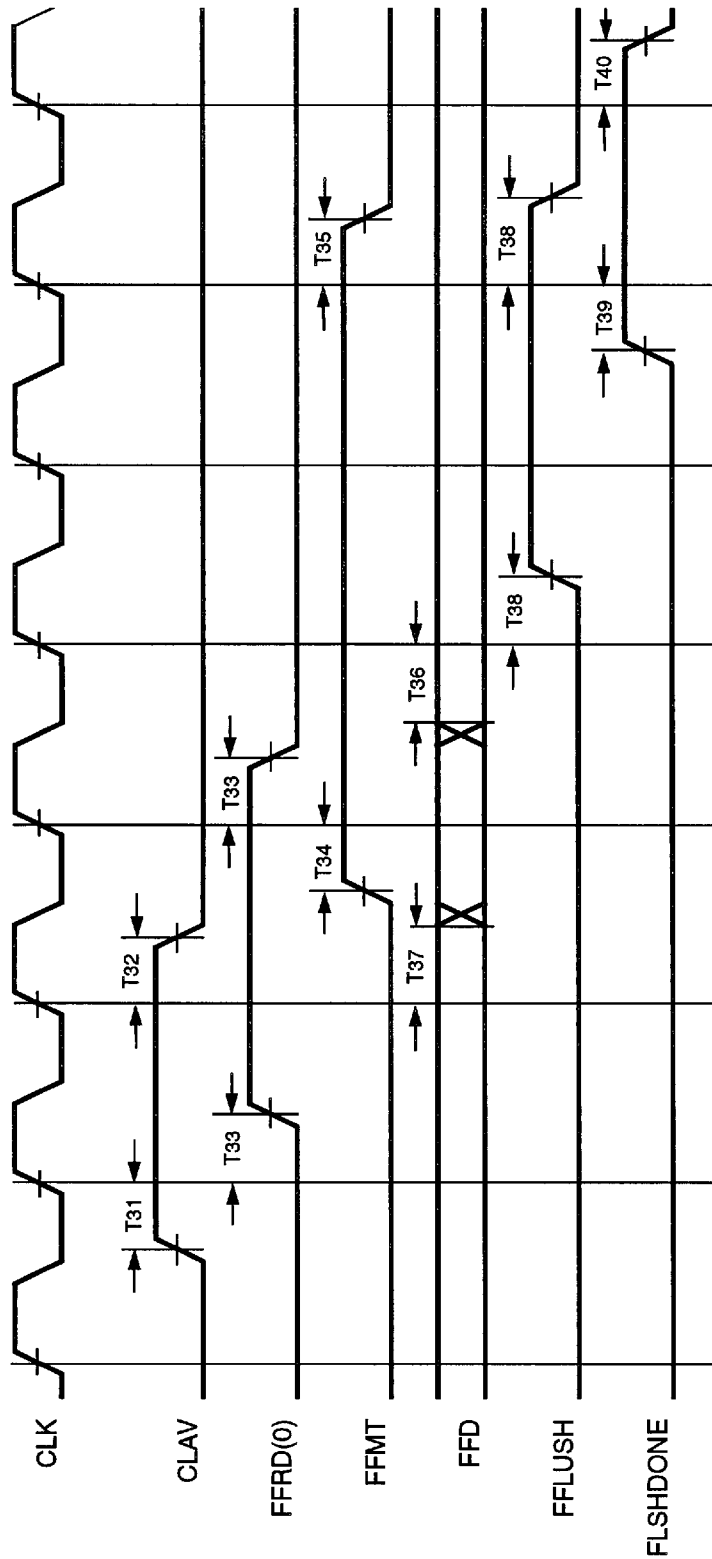 CLK
CLAV
T31
T32
FFRD(0)
T33
T33
FFMT
T34
T35
FFD
T37
T36
FFLUSH
T38
T38
FLSHDONE
T39
T40